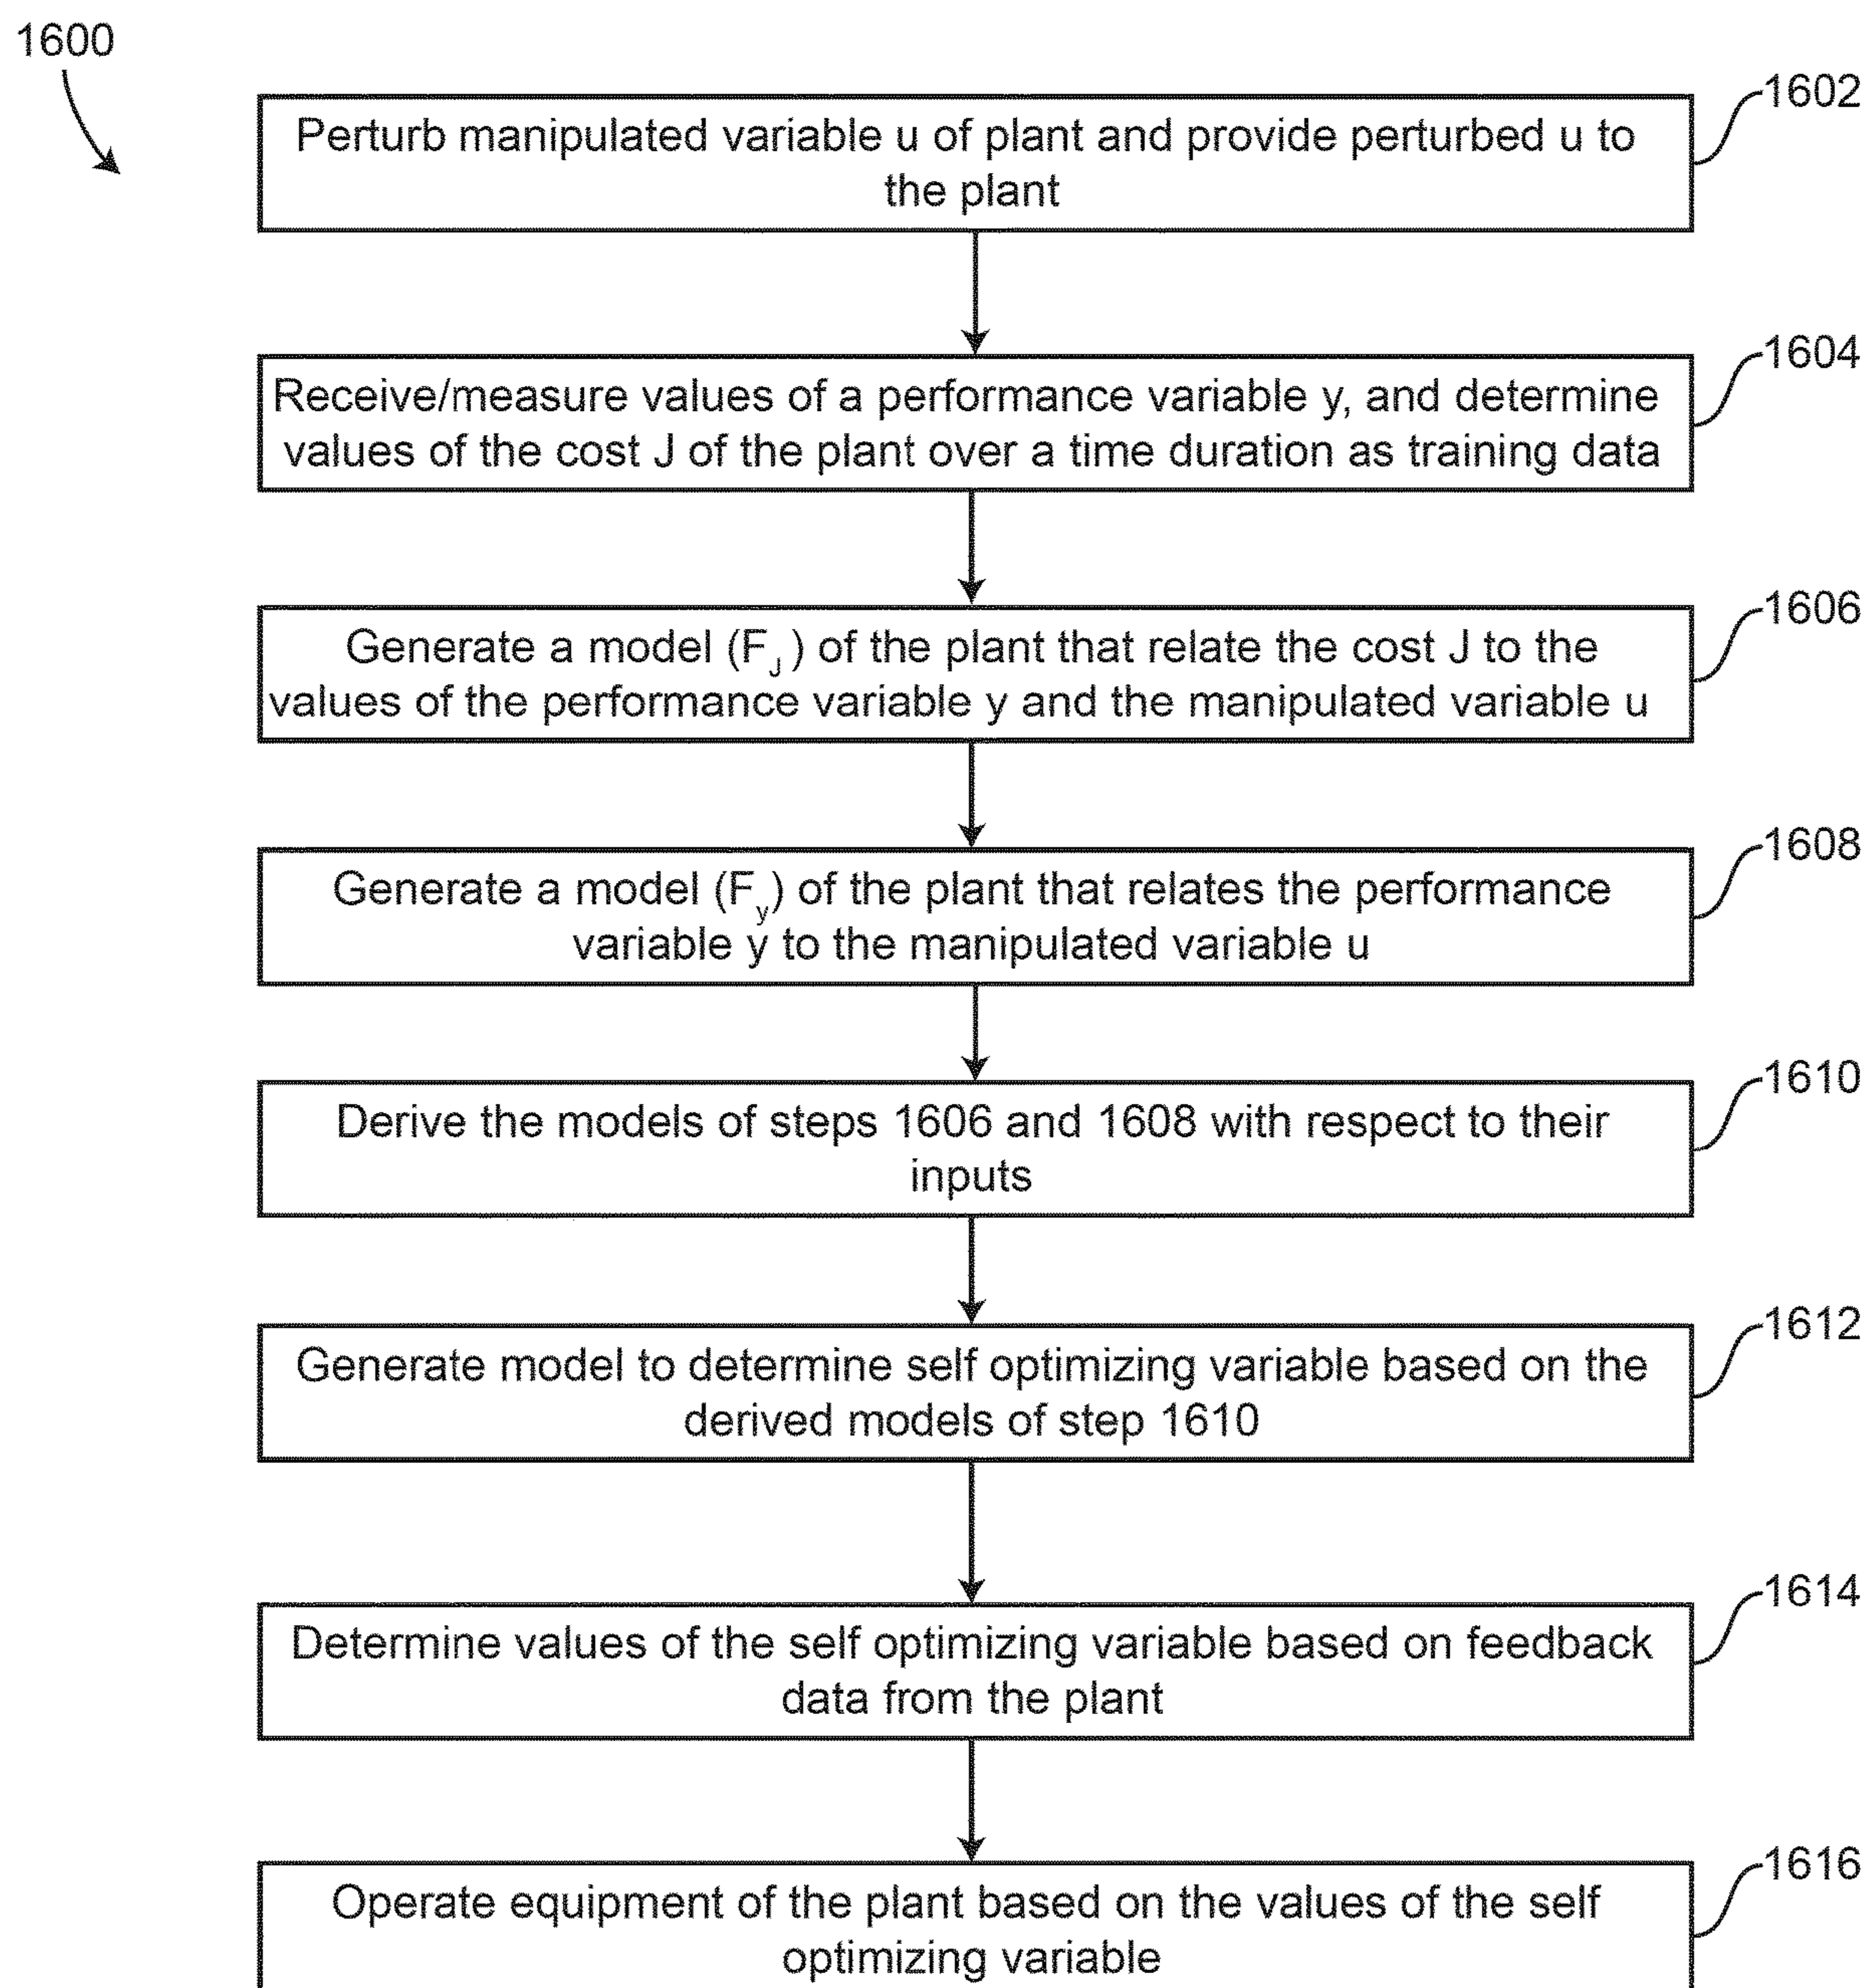 1600
1602
Perturb manipulated variable u of plant and provide perturbed u to
the plant
1604
Receive/measure values of a performance variable y, and determine
values of the cost J of the plant over a time duration as training data
1606
Generate a model (FJ) of the plant that relate the cost J to the
values of the performance variable y and the manipulated variable u
1608
Generate a model (Fy) of the plant that relates the performance
variable y to the manipulated variable u
1610
Derive the models of steps 1606 and 1608 with respect to their
inputs
1612
Generate model to determine self optimizing variable based on the
derived models of step 1610
1614
Determine values of the self optimizing variable based on feedback
data from the plant
1616
Operate equipment of the plant based on the values of the self
optimizing variable